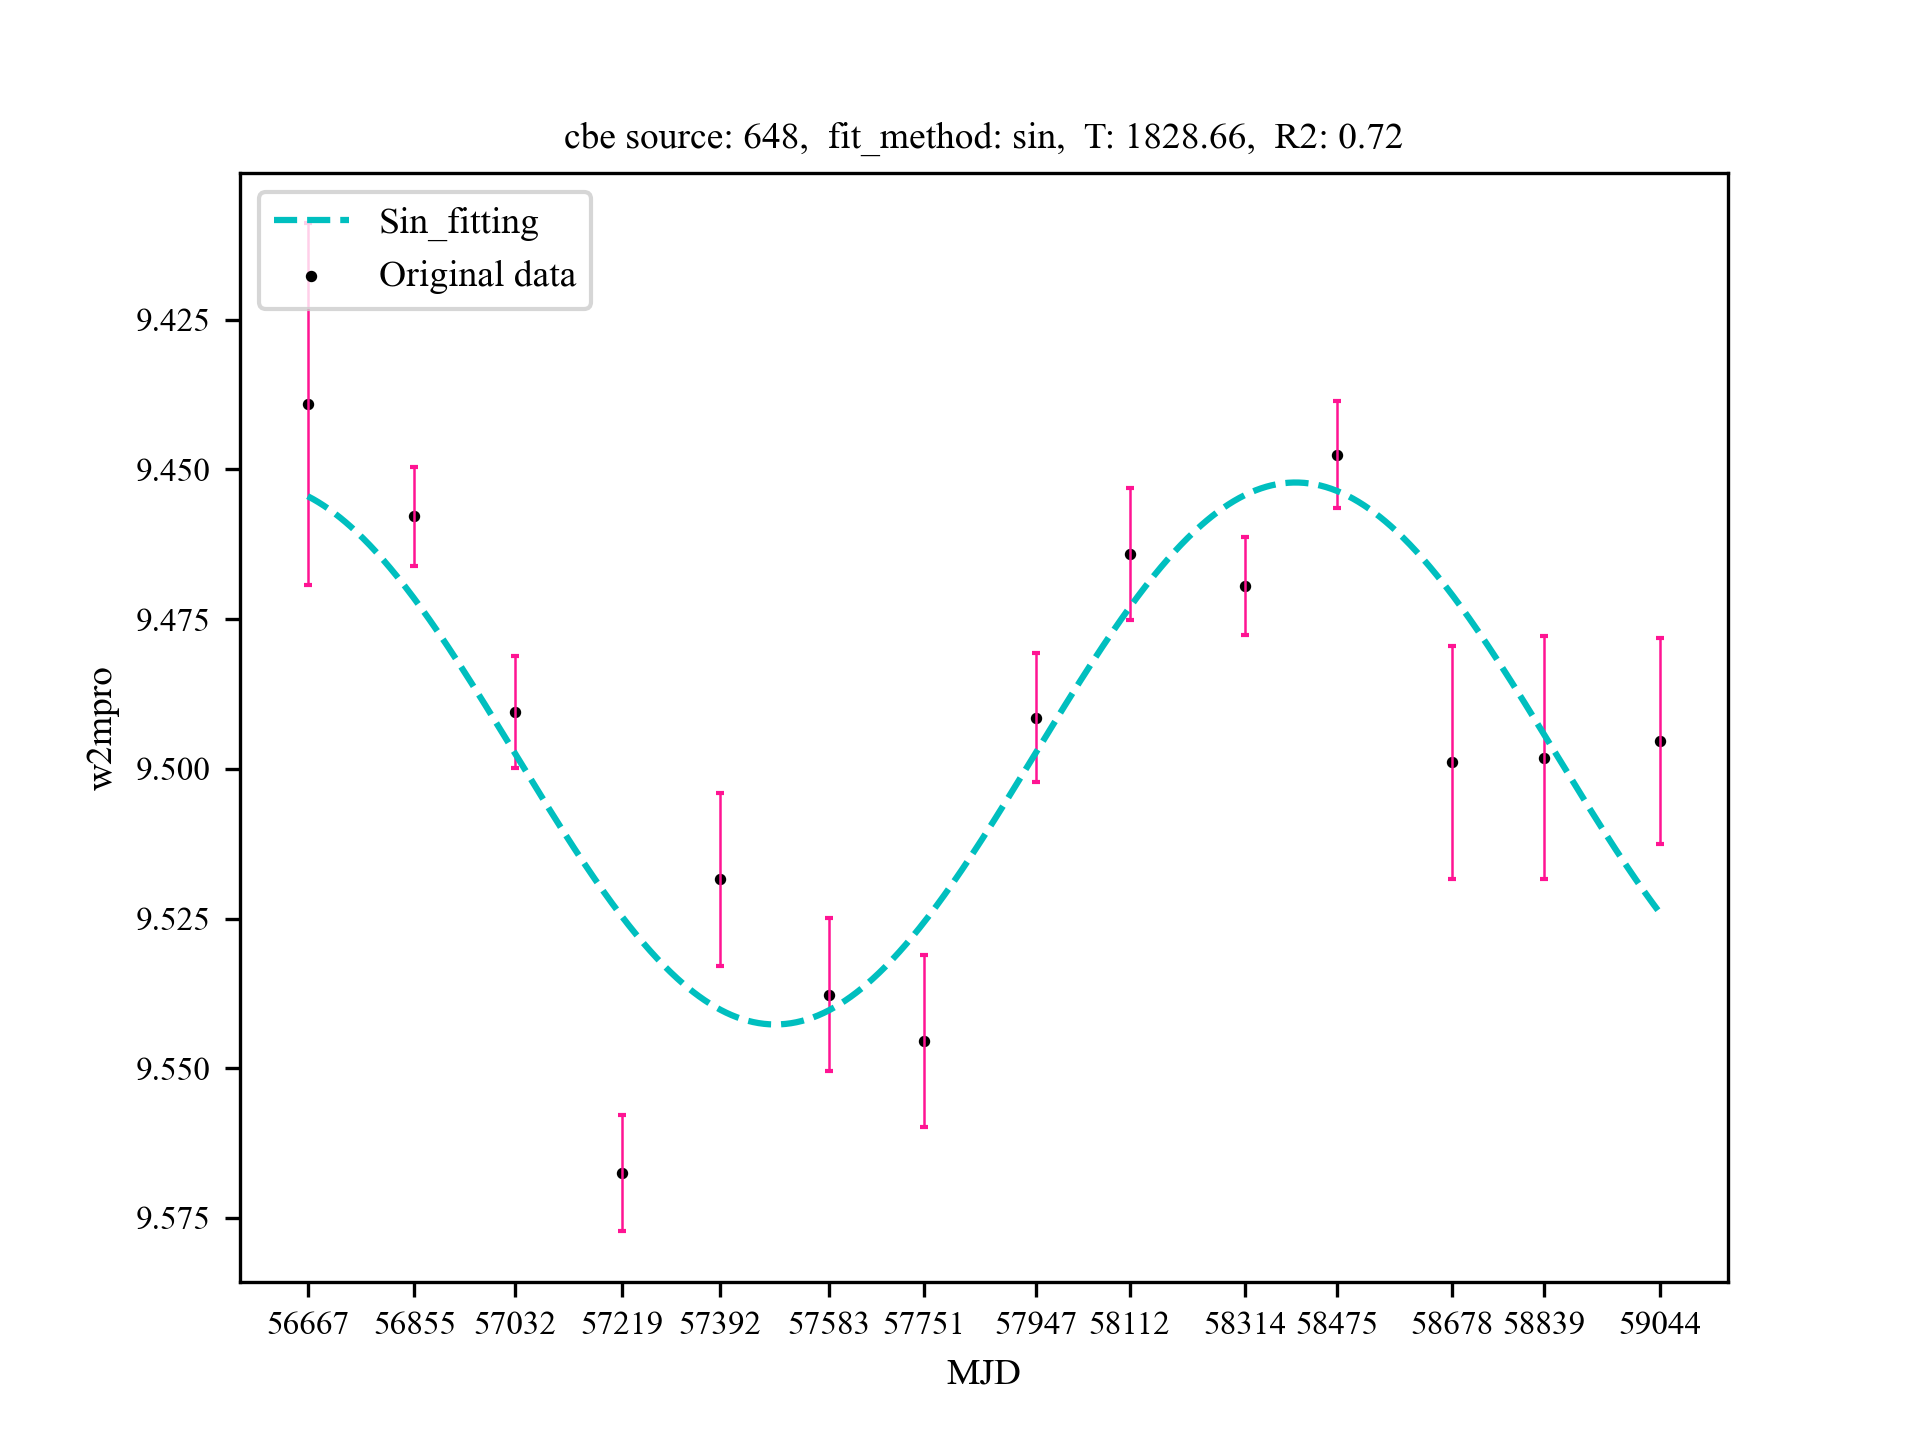 cbe source: 648, fit_method: sin, T: 1828.66, R2: 0.72
Sin_fitting
Original data
9.425
9.450
9.475
9.500
9.525
9.550
9.575
w2mpro
56667 56855 57032 57219 57392 57583 57751 57947 58112 58314 58475 58678 58839 59044
MJD